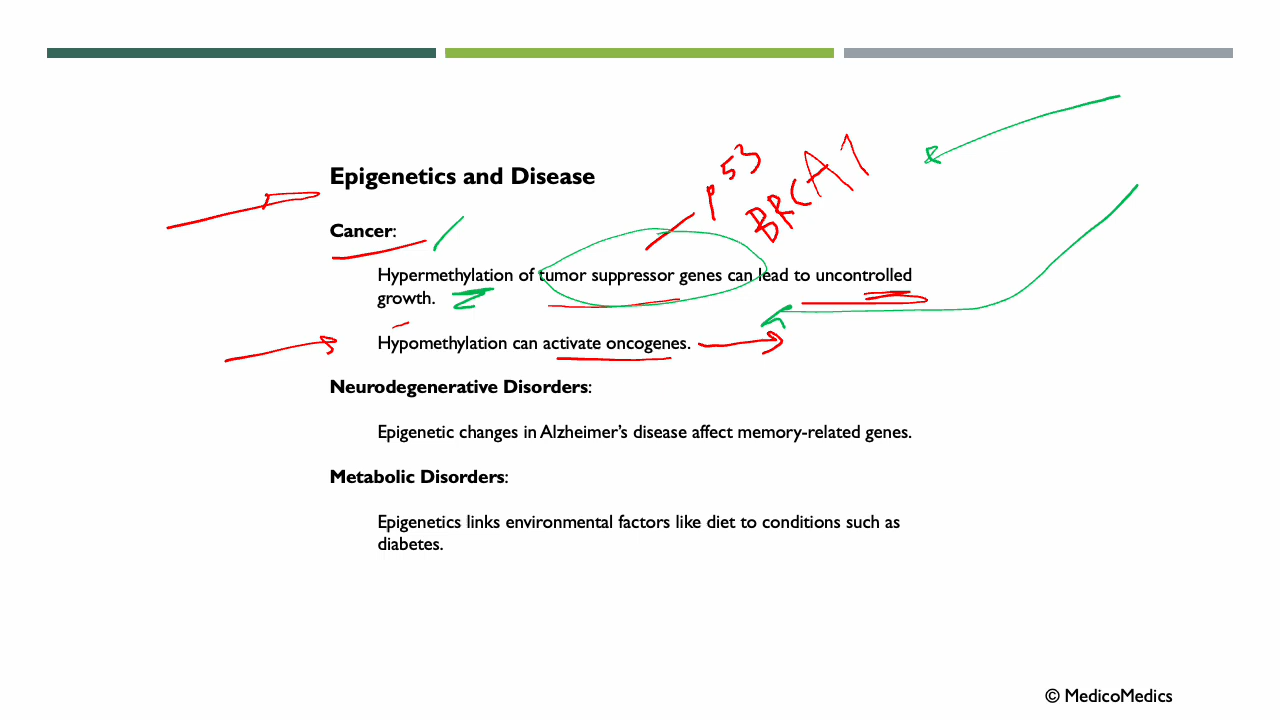 Epigenetics and Disease
P53
BRCA1
Cancer:
Hypermethylation of tumor suppressor genes can lead to uncontrolled
growth.
Hypomethylation can activate oncogenes.
Neurodegenerative Disorders:
Epigenetic changes in Alzheimer's disease affect memory-related genes.
Metabolic Disorders:
Epigenetics links environmental factors like diet to conditions such as
diabetes.
© MedicoMedics